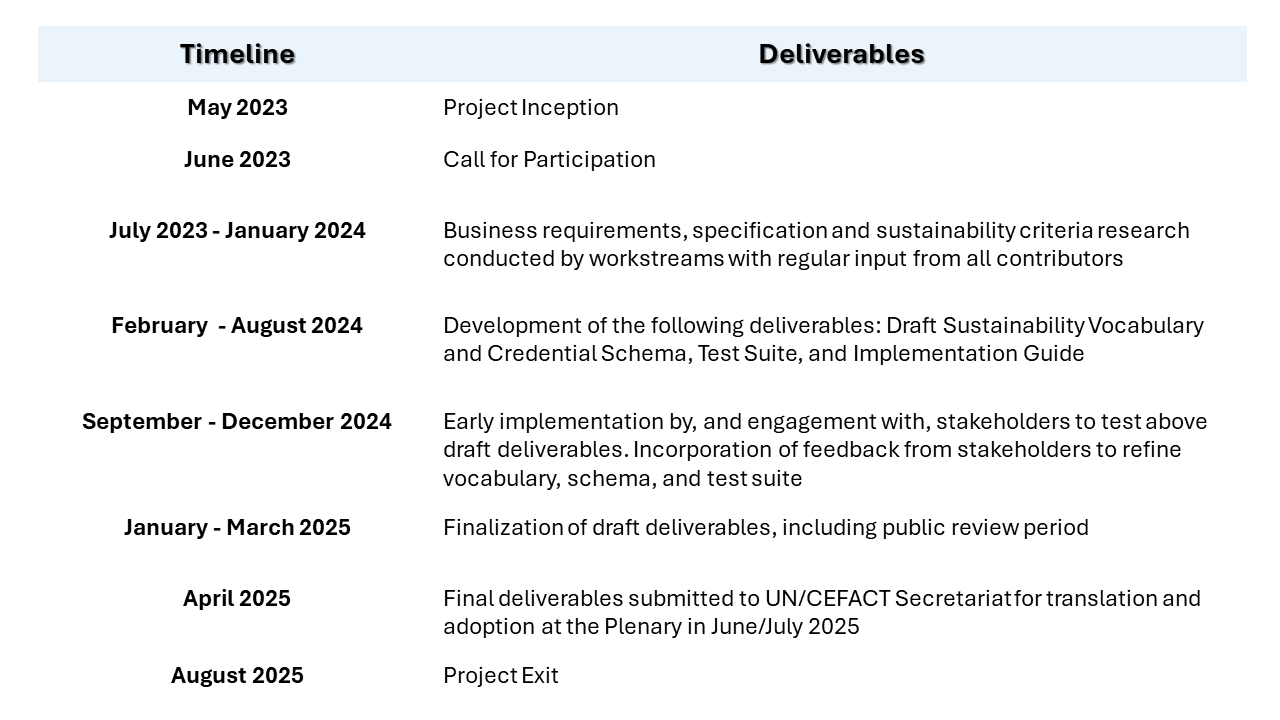 Timeline Deliverables
May 2023 Project Inception
June 2023 Call for Participation
July 2023 - January 2024 Business requirements, specification and sustainability criteria research
conducted by workstreams with regular input from all contributors
February - August 2024 Development of the following deliverables: Draft Sustainability Vocabulary
and Credential Schema, Test Suite, and Implementation Guide
September - December 2024 Early implementation by, and engagement with, stakeholders to test above
draft deliverables. Incorporation of feedback from stakeholders to refine
vocabulary, schema, and test suite
January - March 2025 Finalization of draft deliverables, including public review period
April 2025 Final deliverables submitted to UN/CEFACT Secretariat for translation and
adoption at the Plenary in June/July 2025
August 2025 Project Exit